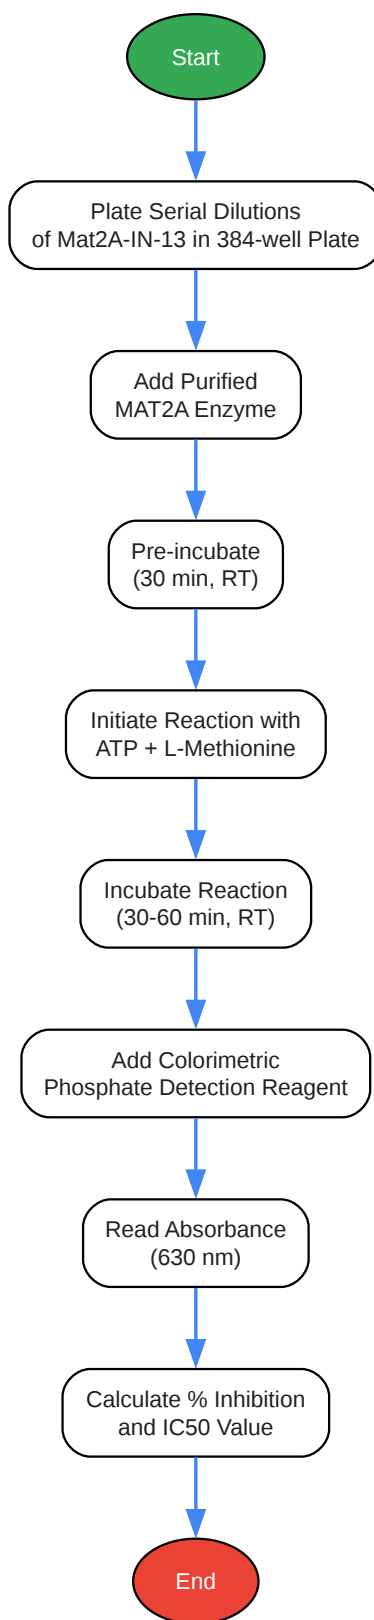 Start
Plate Serial Dilutions
of Mat2A-IN-13 in 384-well Plate
Add Purified
MAT2A Enzyme
Pre-incubate
(30 min, RT)
Initiate Reaction with
ATP + L-Methionine
Incubate Reaction
(30-60 min, RT)
Add Colorimetric
Phosphate Detection Reagent
Read Absorbance
(630 nm)
Calculate % Inhibition
and IC50 Value
End